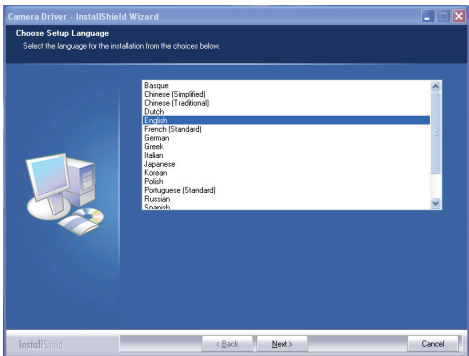 Camera Driver - InstallShield Wizard
Choose Setup Language
Select the language for the installation from the choices below.
Basque
Chinese (Simplified)
Chinese (Traditional)
Dutch
English
French (Standard)
German
Greek
Italian
Japanese
Korean
Polish
Portuguese (Standard)
Russian
Spanish
InstallShield
< Back
Next >
Cancel